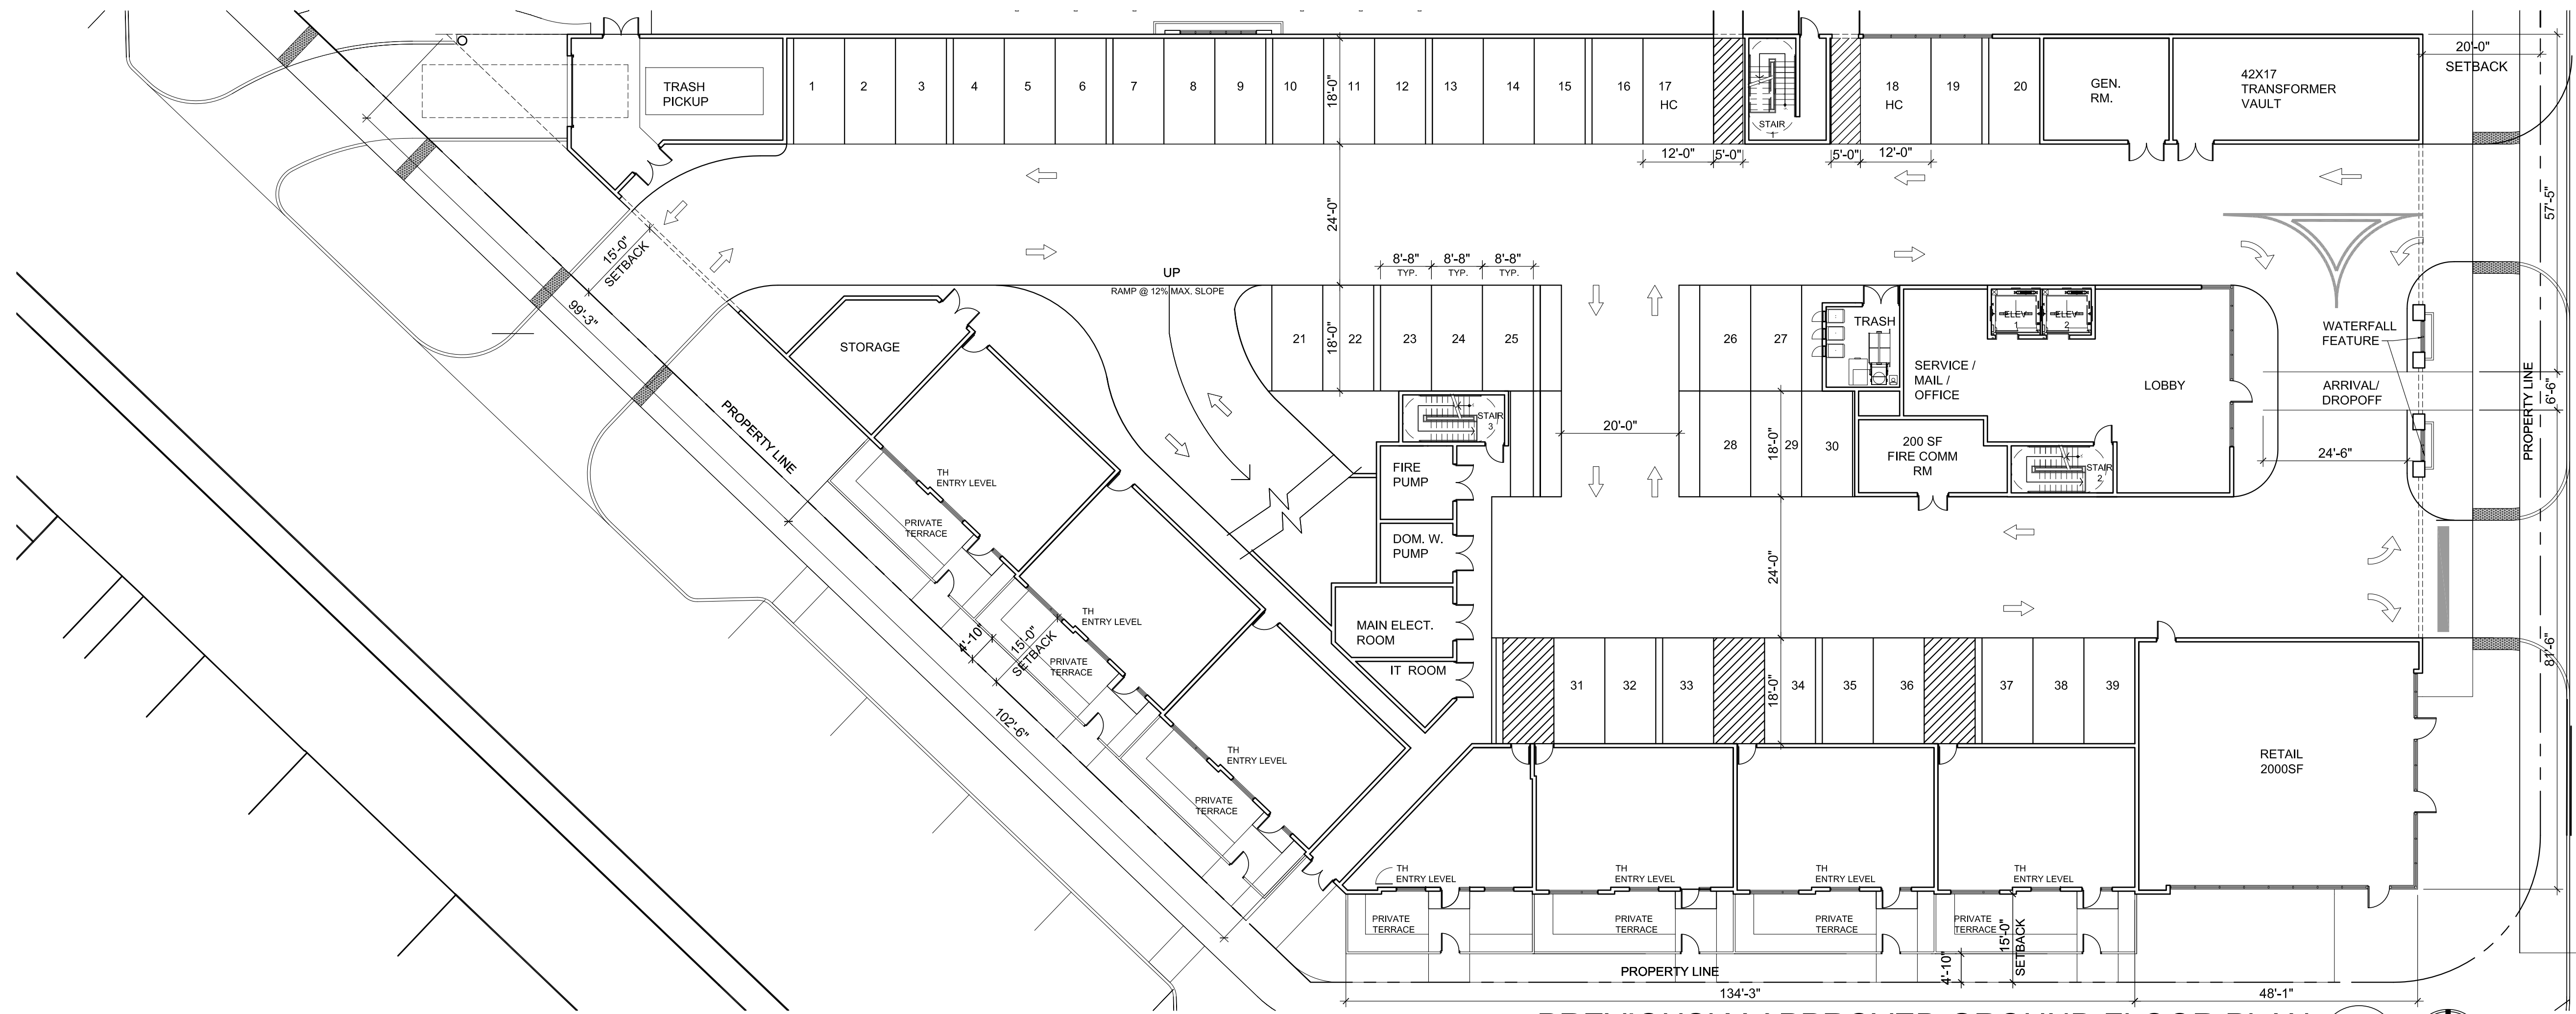 20'-0"
SETBACK
TRASH
PICKUP
1
2
3
4
5
6
7
8
9
10
18'-0"
11
12
13
14
15
16
17
HC
STAIR
1
18
HC
19
20
GEN.
RM.
42X17
TRANSFORMER
VAULT
12'-0"
5'-0"
5'-0"
12'-0"
57'-5"
24'-0"
15'-0"
SETBACK
99'-3"
8'-8"
TYP.
8'-8"
TYP.
8'-8"
TYP.
UP
RAMP @ 12% MAX. SLOPE
STORAGE
21
18'-0"
22
23
24
25
26
27
TRASH
ELEV
1
ELEV
2
SERVICE /
MAIL /
OFFICE
LOBBY
WATERFALL
FEATURE
ARRIVAL/
DROPOFF
PROPERTY LINE
6'-6"
PROPERTY LINE
STAIR
3
20'-0"
28
18'-0"
29
30
200 SF
FIRE COMM
RM
STAIR
2
24'-6"
FIRE
PUMP
TH
ENTRY LEVEL
PRIVATE
TERRACE
DOM. W.
PUMP
24'-0"
TH
ENTRY LEVEL
4'-10"
15'-0"
SETBACK
PRIVATE
TERRACE
MAIN ELECT.
ROOM
IT ROOM
81'-6"
31
32
33
18'-0"
34
35
36
37
38
39
102'-6"
TH
ENTRY LEVEL
PRIVATE
TERRACE
RETAIL
2000SF
TH
ENTRY LEVEL
TH
ENTRY LEVEL
TH
ENTRY LEVEL
TH
ENTRY LEVEL
PRIVATE
TERRACE
PRIVATE
TERRACE
PRIVATE
TERRACE
PRIVATE
TERRACE
15'-0"
SETBACK
4'-10"
PROPERTY LINE
134'-3"
48'-1"
PREVIOUSLY APPROVED GROUND FLOOR PLAN